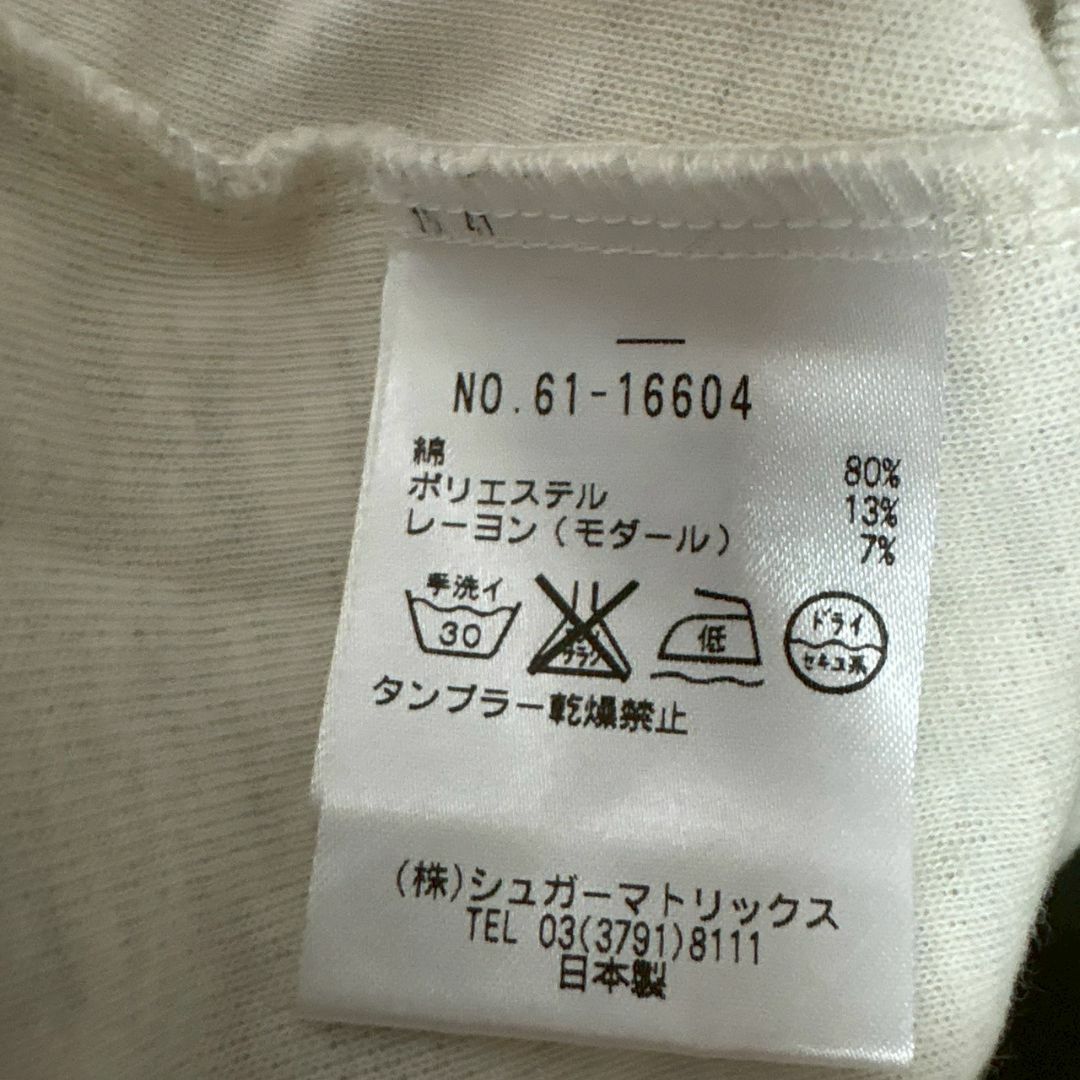 15 41
NO.61-16604
綿 80%
ポリエステル 13%
レーヨン(モダール) 7%
手洗イ
30
低
ドライ
セキユ系
タンブラー乾燥禁止
(株)シュガーマトリックス
TEL 03(3791)8111
日本製